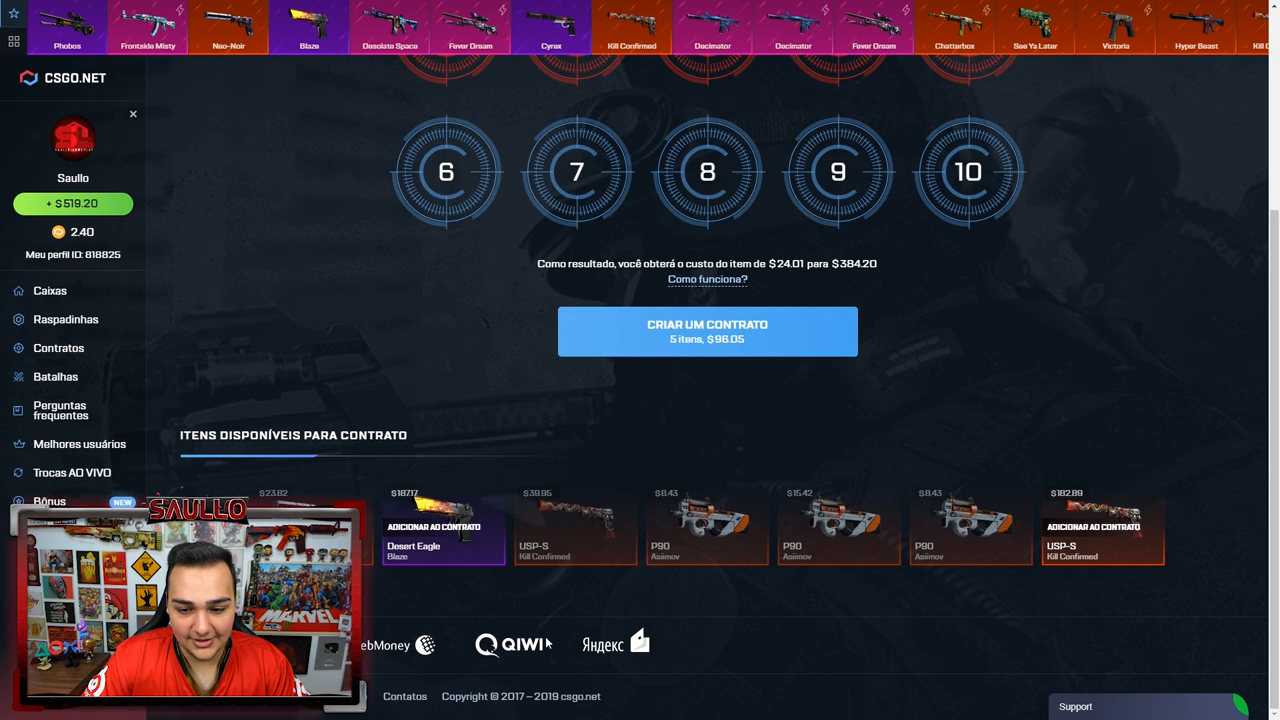 Phobos
Frontside Misty
Neo-Noir
Blaze
Desolate Space
Fever Dream
Cyrex
Kill Confirmed
Decimator
Decimator
Fever Dream
Chatterbox
See Ya Later
Victoria
Hyper Beast
CSGO.NET
Saullo
+ $519.20
2.40
Meu perfil ID: 818825
Caixas
Raspadinhas
Contratos
Batalhas
Perguntas
frequentes
Melhores usuários
Trocas AO VIVO
Bônus
NEW
6
7
8
9
10
Como resultado, você obterá o custo do item de $24.01 para $384.20
Como funciona?
CRIAR UM CONTRATO
5 itens, $96.05
ITENS DISPONÍVEIS PARA CONTRATO
$23.82
$187.17
ADICIONAR AO CONTRATO
Desert Eagle
Blaze
$39.95
USP-S
Kill Confirmed
$8.43
P90
Asiimov
$15.42
P90
Asiimov
$8.43
P90
Asiimov
$182.89
ADICIONAR AO CONTRATO
USP-S
Kill Confirmed
SAULLO
MARVEL
ebMoney
QIWI
Яндекс
Contatos
Copyright © 2017 – 2019 csgo.net
Support